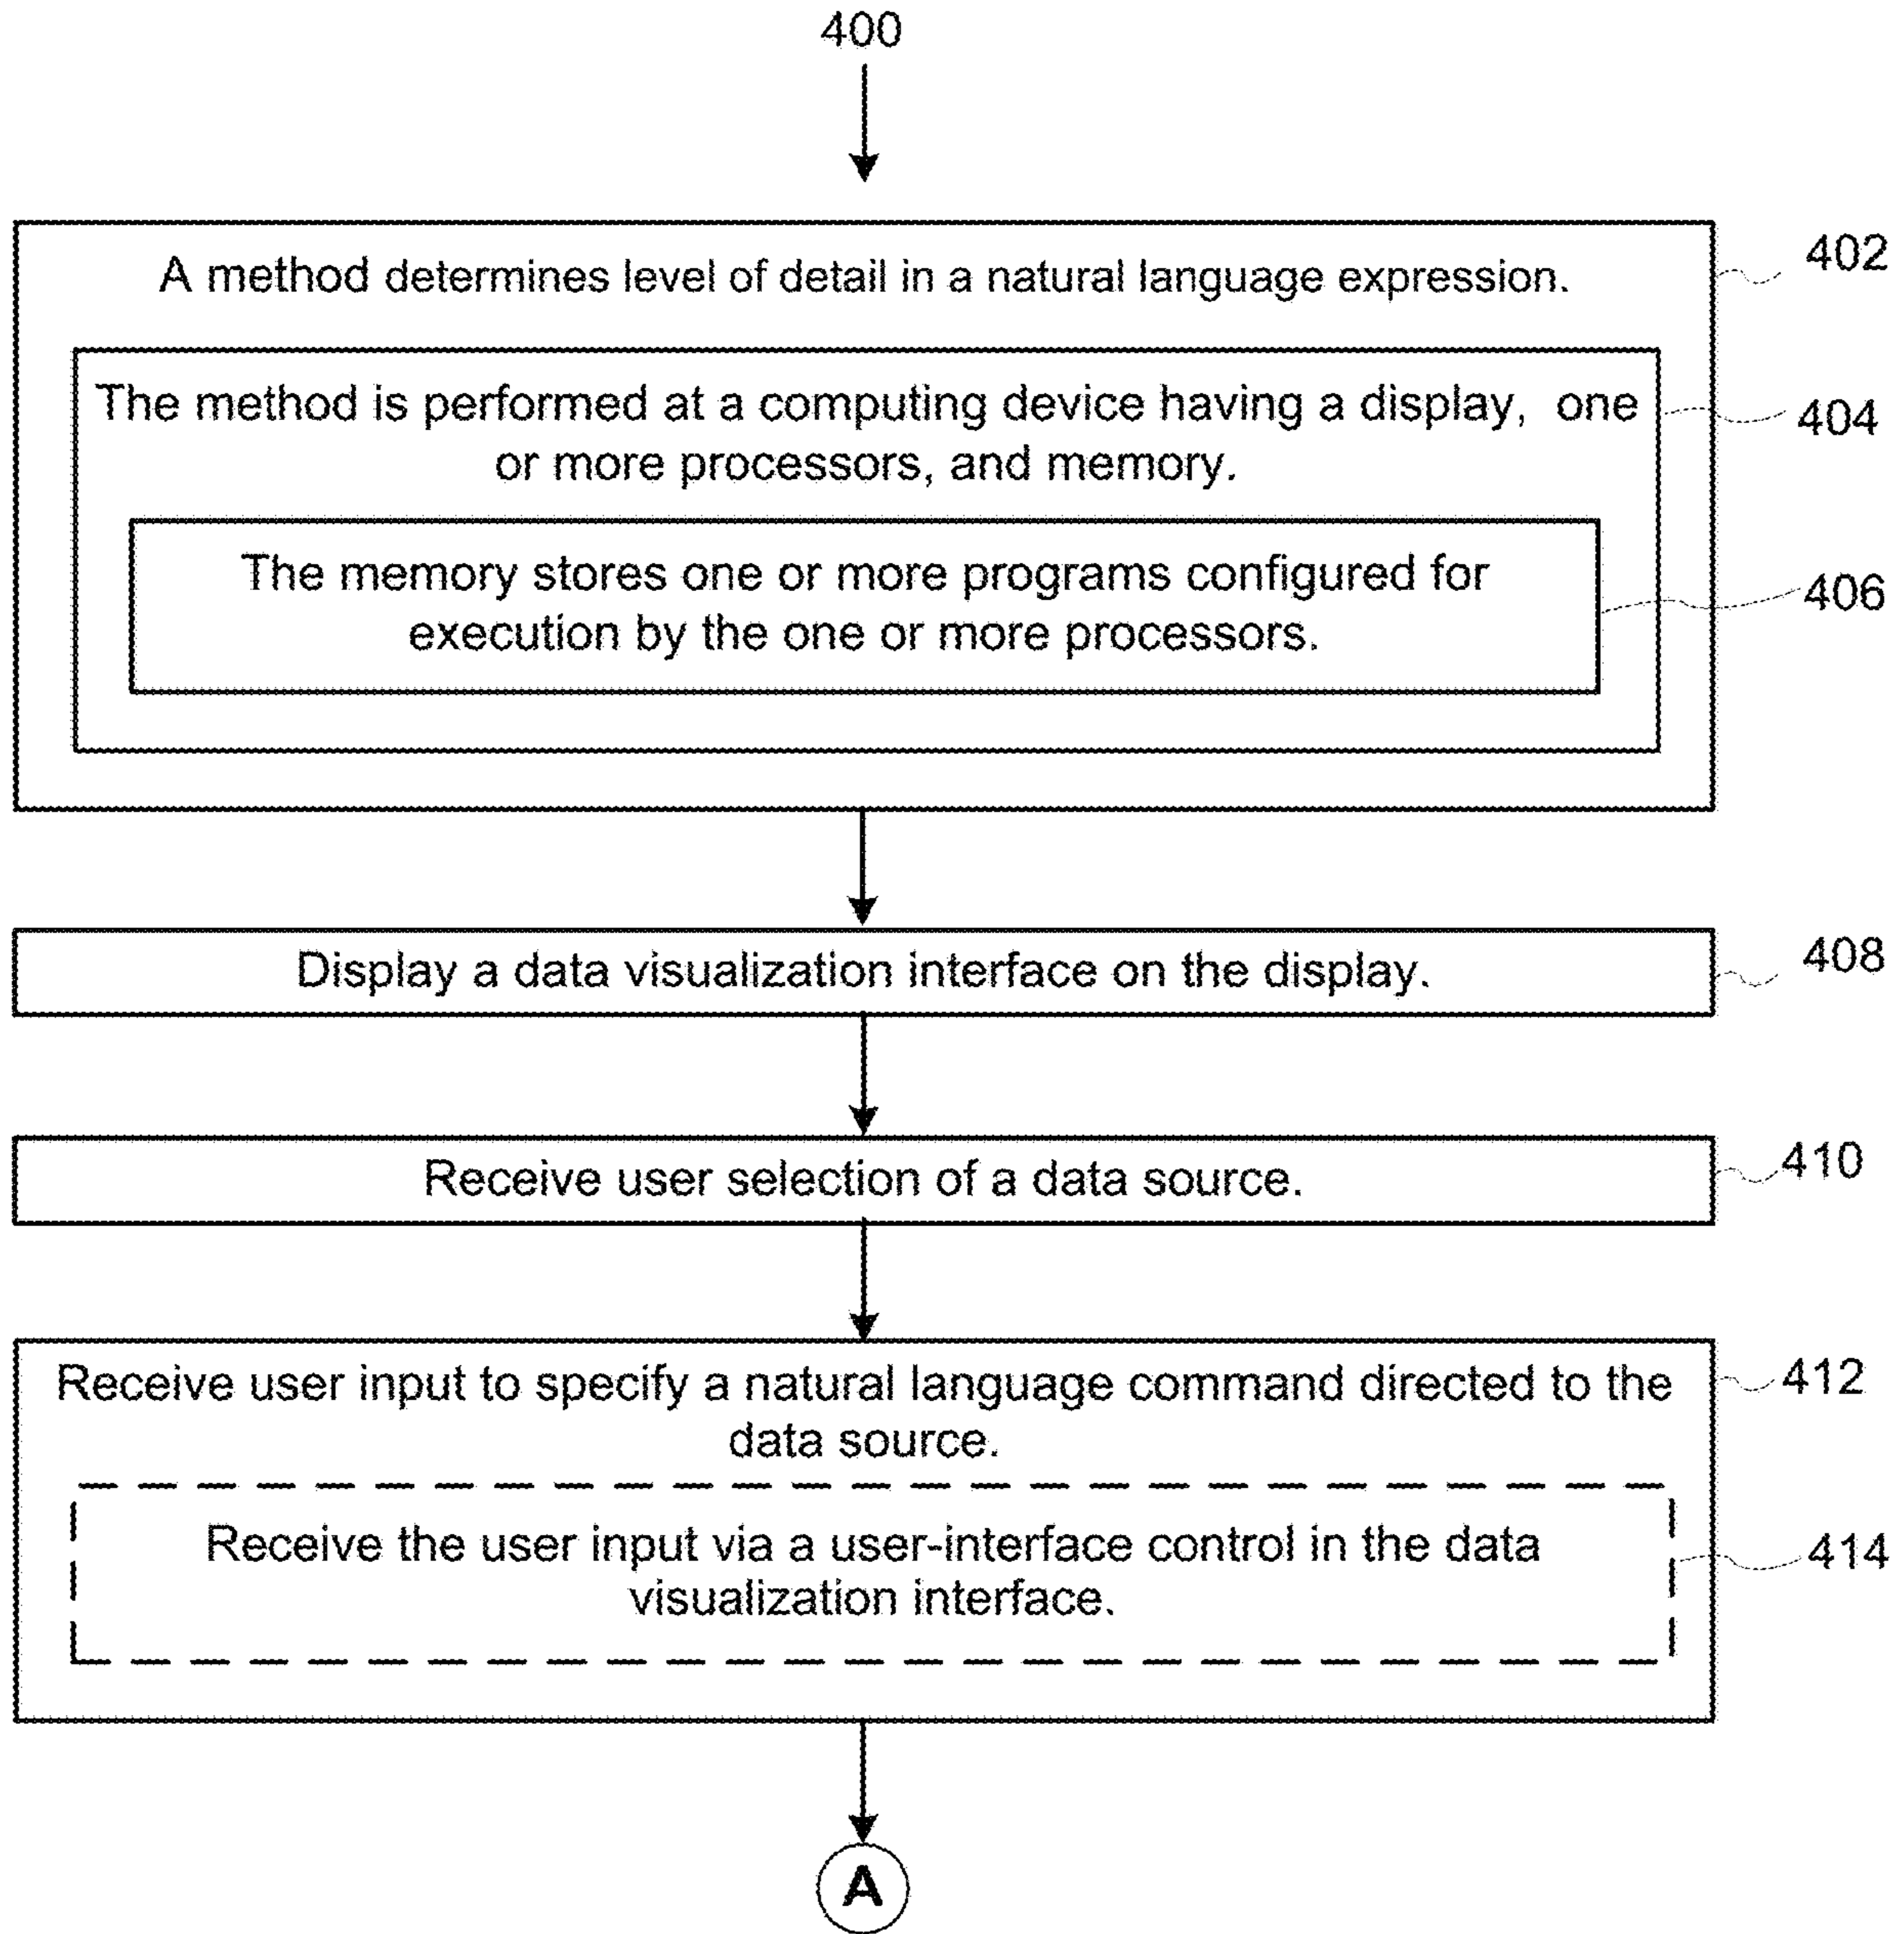 400
A method determines level of detail in a natural language expression.
402
The method is performed at a computing device having a display, one
or more processors, and memory.
404
The memory stores one or more programs configured for
execution by the one or more processors.
406
Display a data visualization interface on the display.
408
Receive user selection of a data source.
410
Receive user input to specify a natural language command directed to the
data source.
412
Receive the user input via a user-interface control in the data
visualization interface.
414
A